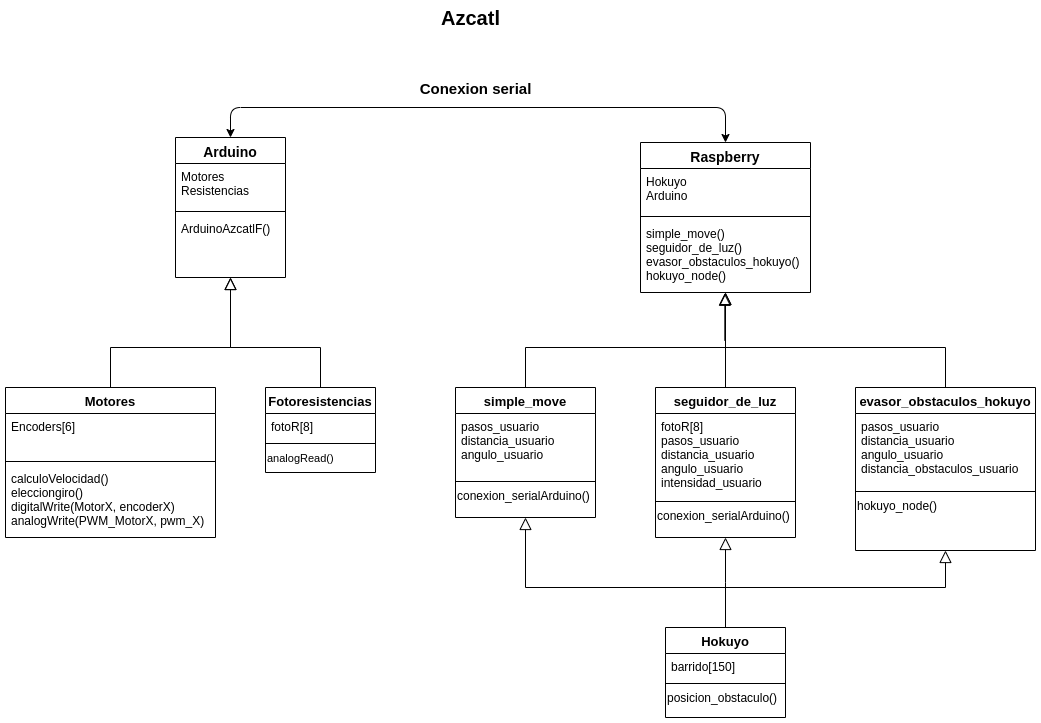 Azcatl
Conexion serial
Arduino
Motores
Resistencias
ArduinoAzcatlF()
Raspberry
Hokuyo
Arduino
simple_move()
seguidor_de_luz()
evasor_obstaculos_hokuyo()
hokuyo_node()
Motores
Encoders[6]
calculoVelocidad()
elecciongiro()
digitalWrite(MotorX, encoderX)
analogWrite(PWM_MotorX, pwm_X)
Fotoresistencias
fotoR[8]
analogRead()
simple_move
pasos_usuario
distancia_usuario
angulo_usuario
conexion_serialArduino()
seguidor_de_luz
fotoR[8]
pasos_usuario
distancia_usuario
angulo_usuario
intensidad_usuario
conexion_serialArduino()
evasor_obstaculos_hokuyo
pasos_usuario
distancia_usuario
angulo_usuario
distancia_obstaculos_usuario
hokuyo_node()
Hokuyo
barrido[150]
posicion_obstaculo()